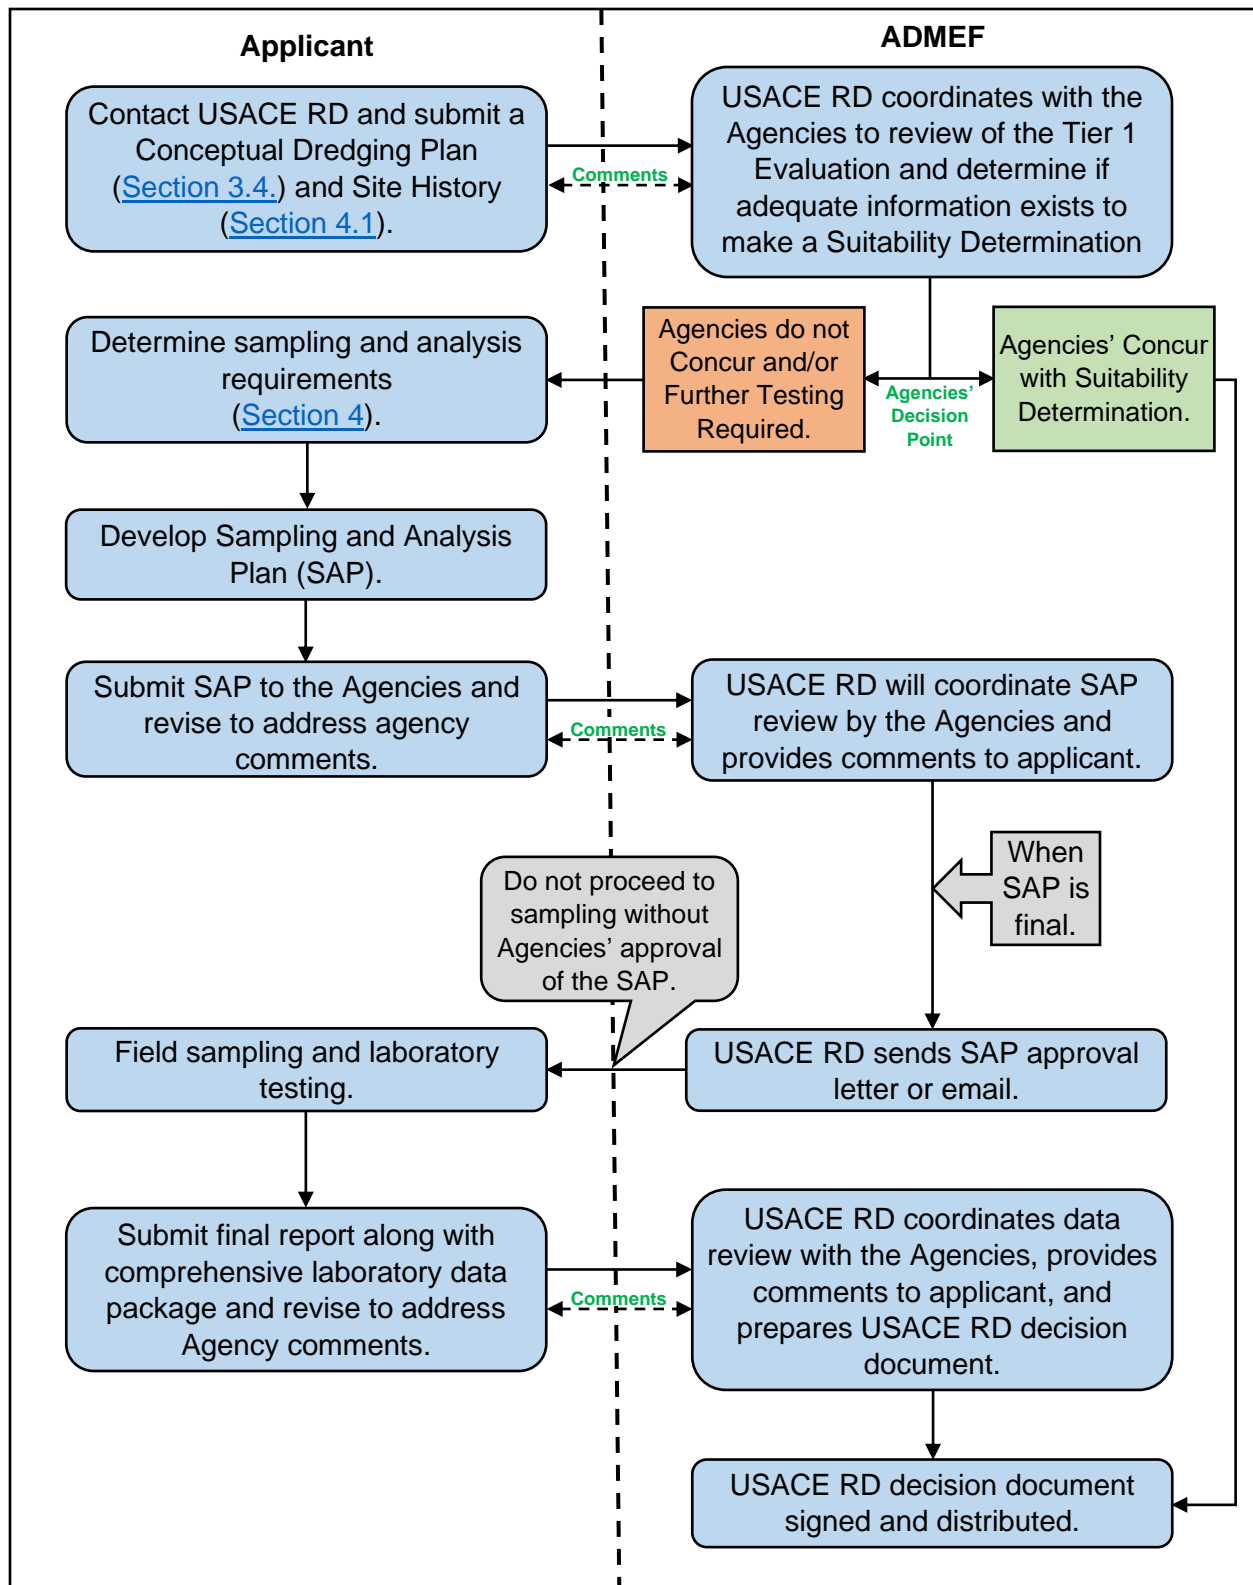 Applicant
ADMEF
Contact USACE RD and submit a
Conceptual Dredging Plan
(Section 3.4.) and Site History
(Section 4.1).
Comments
USACE RD coordinates with the
Agencies to review of the Tier 1
Evaluation and determine if
adequate information exists to
make a Suitability Determination
Determine sampling and analysis
requirements
(Section 4).
Agencies do not
Concur and/or
Further Testing
Required.
Agencies’
Decision
Point
Agencies’ Concur
with Suitability
Determination.
Develop Sampling and Analysis
Plan (SAP).
Submit SAP to the Agencies and
revise to address agency
comments.
Comments
USACE RD will coordinate SAP
review by the Agencies and
provides comments to applicant.
When
SAP is
final.
Do not proceed to
sampling without
Agencies’ approval
of the SAP.
Field sampling and laboratory
testing.
USACE RD sends SAP approval
letter or email.
Submit final report along with
comprehensive laboratory data
package and revise to address
Agency comments.
Comments
USACE RD coordinates data
review with the Agencies, provides
comments to applicant, and
prepares USACE RD decision
document.
USACE RD decision document
signed and distributed.